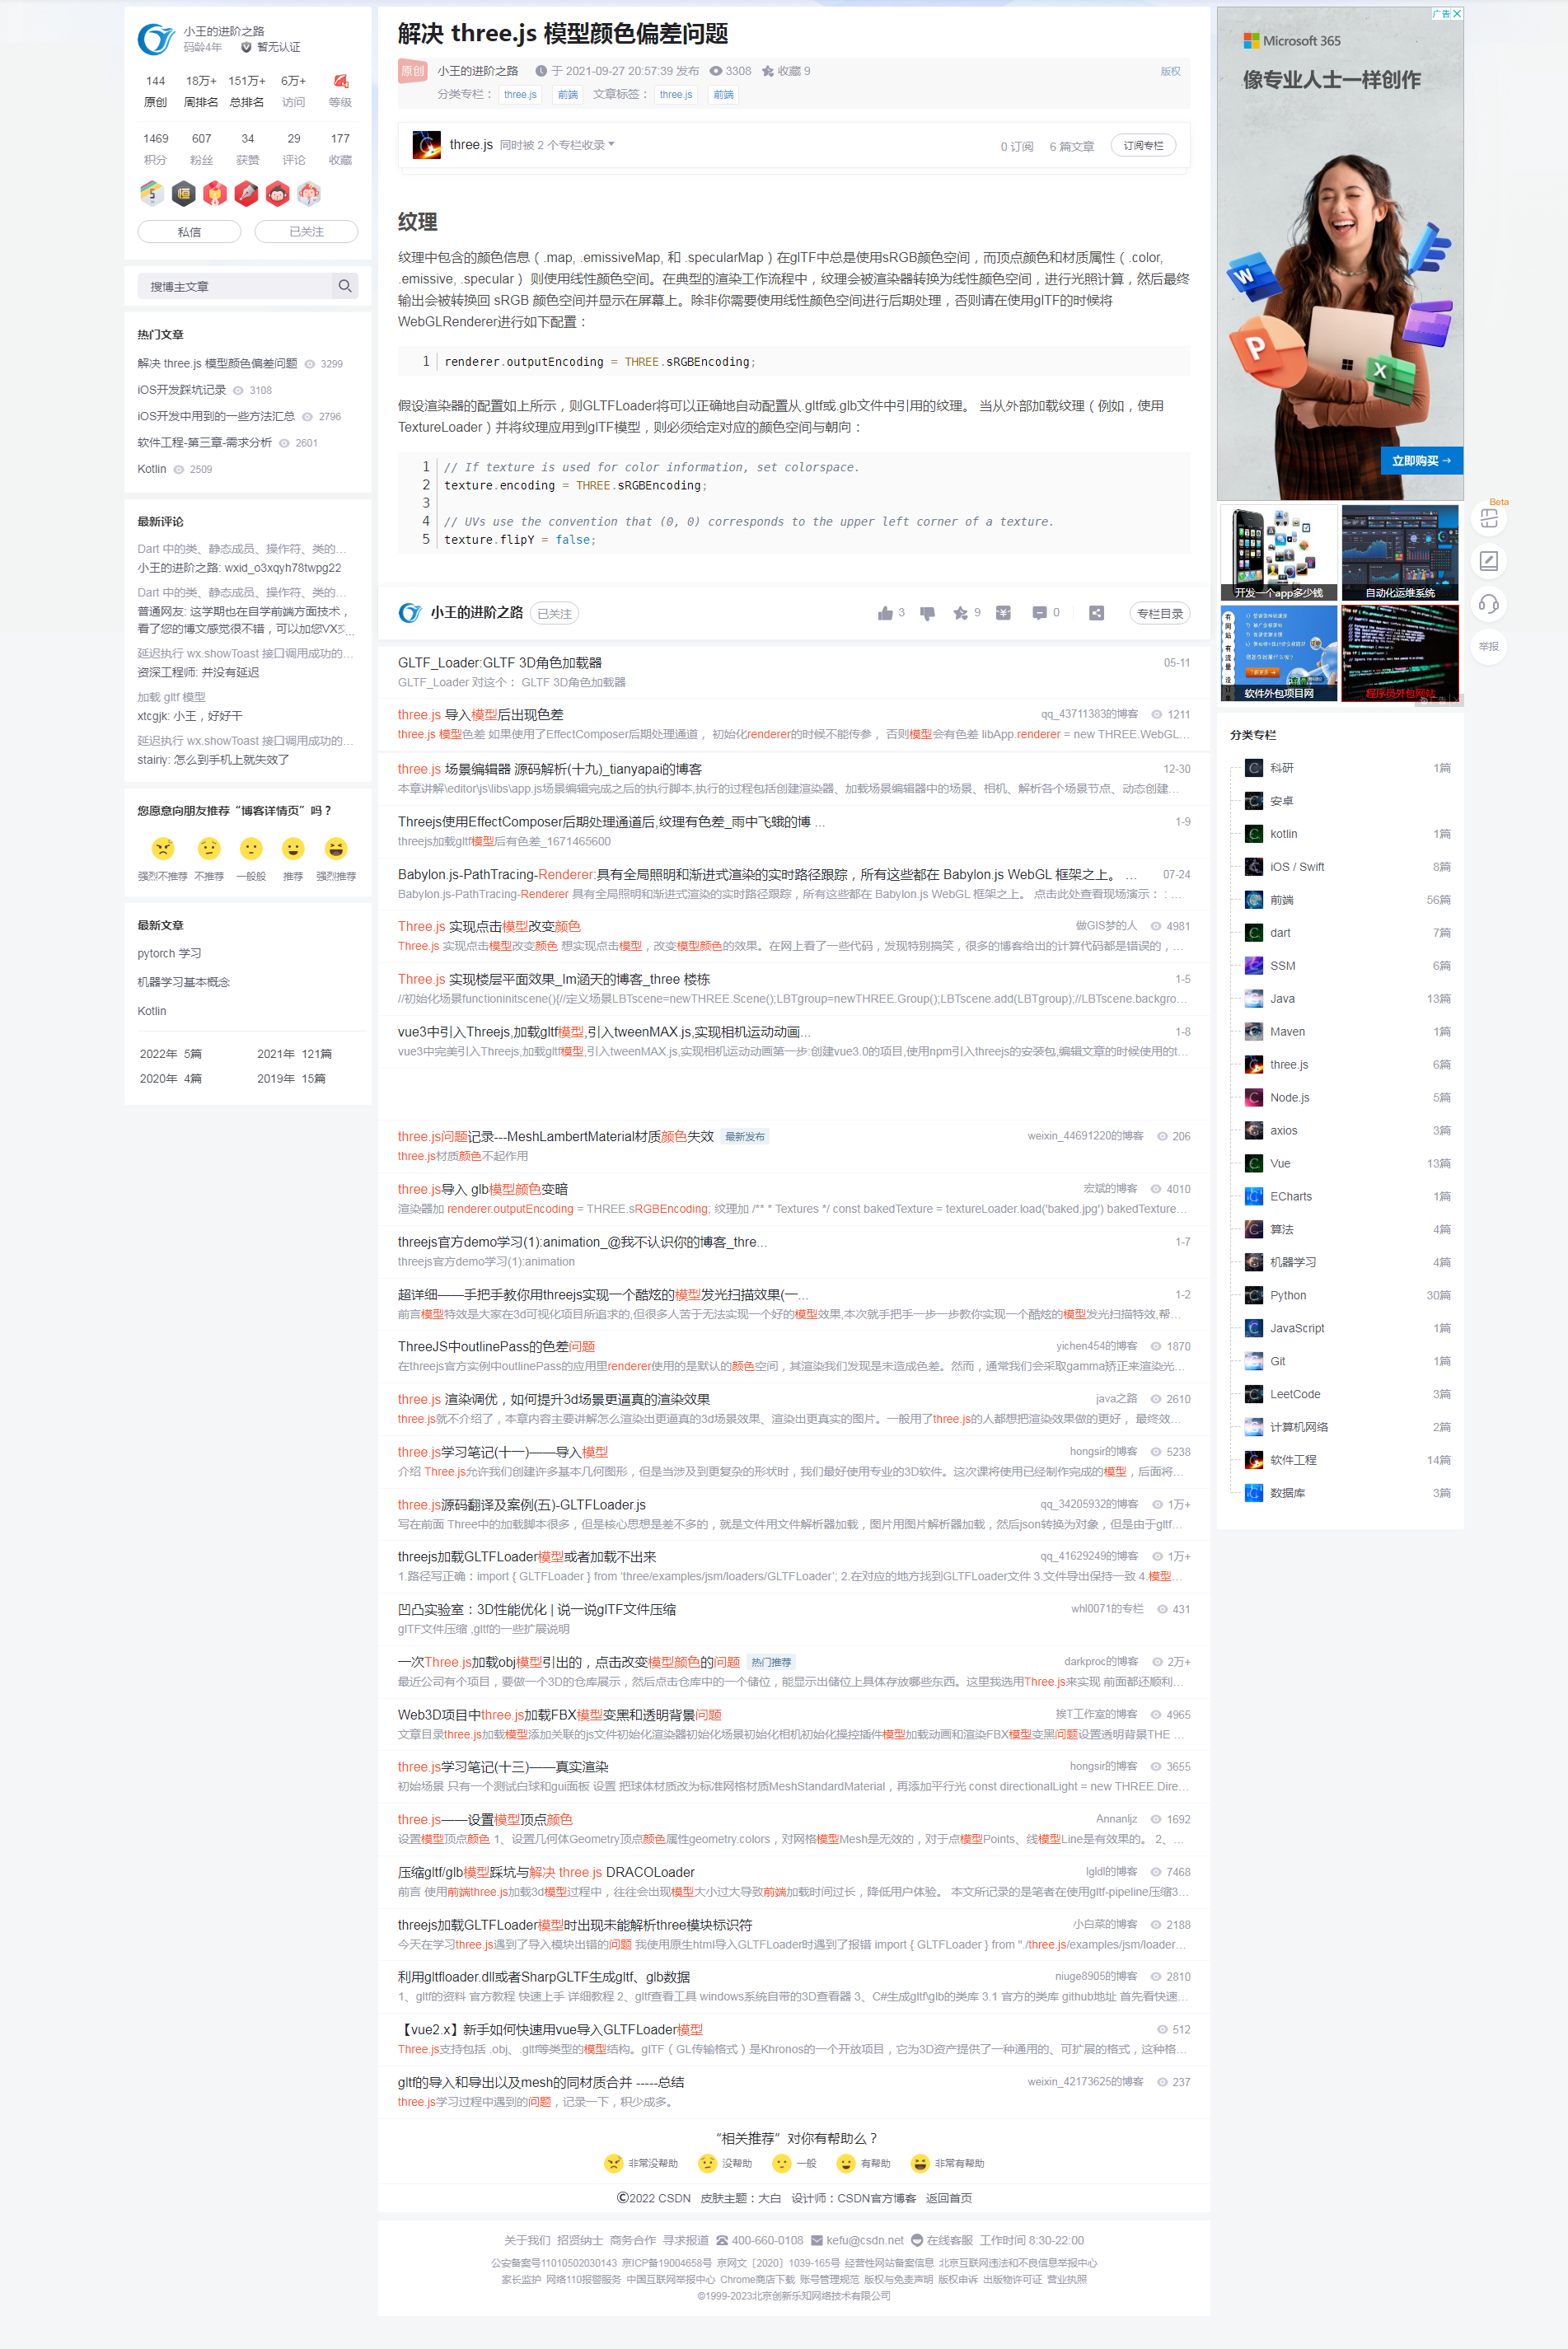 小王的进阶之路
码龄4年 暂无认证
144 18万+ 151万+ 6万+
原创 周排名 总排名 访问 等级
1469 607 34 29 177
积分 粉丝 获赞 评论 收藏
私信 已关注
搜博主文章
热门文章
解决 three.js 模型颜色偏差问题 3299
iOS开发踩坑记录 3108
iOS开发中用到的一些方法汇总 2796
软件工程-第三章-需求分析 2601
Kotlin 2509
最新评论
Dart 中的类、静态成员、操作符、类的...
小王的进阶之路: wxid_o3xqyh78twpg22
Dart 中的类、静态成员、操作符、类的...
普通网友: 这学期也在自学前端方面技术，
看了您的博文感觉很不错，可以加您VX交...
延迟执行 wx.showToast 接口调用成功的...
资深工程师: 并没有延迟
加载 gltf 模型
xtcgjk: 小王，好好干
延迟执行 wx.showToast 接口调用成功的...
stairiy: 怎么到手机上就失效了
您愿意向朋友推荐“博客详情页”吗？
强烈不推荐 不推荐 一般般 推荐 强烈推荐
最新文章
pytorch 学习
机器学习基本概念
Kotlin
2022年 5篇 2021年 121篇
2020年 4篇 2019年 15篇
解决 three.js 模型颜色偏差问题
原创 小王的进阶之路 于 2021-09-27 20:57:39 发布 3308 收藏 9 版权
分类专栏： three.js 前端 文章标签： three.js 前端
three.js 同时被 2 个专栏收录 0 订阅 6 篇文章 订阅专栏
纹理
纹理中包含的颜色信息（ .map, .emissiveMap, 和 .specularMap ）在glTF中总是使用sRGB颜色空间，而顶点颜色和材质属性（ .color,
.emissive, .specular ） 则使用线性颜色空间。在典型的渲染工作流程中，纹理会被渲染器转换为线性颜色空间，进行光照计算，然后最终
输出会被转换回 sRGB 颜色空间并显示在屏幕上。除非你需要使用线性颜色空间进行后期处理，否则请在使用glTF的时候将
WebGLRenderer进行如下配置：
1 renderer.outputEncoding = THREE.sRGBEncoding;
假设渲染器的配置如上所示，则GLTFLoader将可以正确地自动配置从.gltf或.glb文件中引用的纹理。 当从外部加载纹理（例如，使用
TextureLoader ）并将纹理应用到glTF模型，则必须给定对应的颜色空间与朝向：
1 // If texture is used for color information, set colorspace.
2 texture.encoding = THREE.sRGBEncoding;
3
4 // UVs use the convention that (0, 0) corresponds to the upper left corner of a texture.
5 texture.flipY = false;
小王的进阶之路 已关注 3 9 0 专栏目录
GLTF_Loader:GLTF 3D角色加载器 05-11
GLTF_Loader 对这个： GLTF 3D角色加载器
three.js 导入模型后出现色差 qq_43711383的博客 1211
three.js 模型色差 如果使用了EffectComposer后期处理通道， 初始化renderer的时候不能传参， 否则模型会有色差 libApp.renderer = new THREE.WebGL...
three.js 场景编辑器 源码解析(十九)_tianyapai的博客 12-30
本章讲解\editor\js\libs\app.js场景编辑完成之后的执行脚本,执行的过程包括创建渲染器、加载场景编辑器中的场景、相机、解析各个场景节点、动态创建...
Threejs使用EffectComposer后期处理通道后,纹理有色差_雨中飞蛾的博 ... 1-9
threejs加载gltf模型后有色差_1671465600
Babylon.js-PathTracing-Renderer:具有全局照明和渐进式渲染的实时路径跟踪，所有这些都在 Babylon.js WebGL 框架之上。 ... 07-24
Babylon.js-PathTracing-Renderer 具有全局照明和渐进式渲染的实时路径跟踪，所有这些都在 Babylon.js WebGL 框架之上。 点击此处查看现场演示： : ...
Three.js 实现点击模型改变颜色 做GIS梦的人 4981
Three.js 实现点击模型改变颜色 想实现点击模型，改变模型颜色的效果。在网上看了一些代码，发现特别搞笑，很多的博客给出的计算代码都是错误的，...
Three.js 实现楼层平面效果_lm涵天的博客_three 楼栋 1-5
//初始化场景functioninitscene(){//定义场景LBTscene=newTHREE.Scene();LBTgroup=newTHREE.Group();LBTscene.add(LBTgroup);//LBTscene.backgro...
vue3中引入Threejs,加载gltf模型,引入tweenMAX.js,实现相机运动动画... 1-8
vue3中完美引入Threejs,加载gltf模型,引入tweenMAX.js,实现相机运动动画第一步:创建vue3.0的项目,使用npm引入threejs的安装包,编辑文章的时候使用的t...
three.js问题记录---MeshLambertMaterial材质颜色失效 最新发布 weixin_44691220的博客 206
three.js材质颜色不起作用
three.js导入 glb模型颜色变暗 宏斌的博客 4010
渲染器加 renderer.outputEncoding = THREE.sRGBEncoding; 纹理加 /** * Textures */ const bakedTexture = textureLoader.load('baked.jpg') bakedTexture...
threejs官方demo学习(1):animation_@我不认识你的博客_thre... 1-7
threejs官方demo学习(1):animation
超详细——手把手教你用threejs实现一个酷炫的模型发光扫描效果(一... 1-2
前言模型特效是大家在3d可视化项目所追求的,但很多人苦于无法实现一个好的模型效果,本次就手把手一步一步教你实现一个酷炫的模型发光扫描特效,帮...
ThreeJS中outlinePass的色差问题 yichen454的博客 1870
在threejs官方实例中outlinePass的应用里renderer使用的是默认的颜色空间，其渲染我们发现是未造成色差。然而，通常我们会采取gamma矫正来渲染光...
three.js 渲染调优，如何提升3d场景更逼真的渲染效果 java之路 2610
three.js就不介绍了，本章内容主要讲解怎么渲染出更逼真的3d场景效果、渲染出更真实的图片。一般用了three.js的人都想把渲染效果做的更好， 最终效...
three.js学习笔记(十一)——导入模型 hongsir的博客 5238
介绍 Three.js允许我们创建许多基本几何图形，但是当涉及到更复杂的形状时，我们最好使用专业的3D软件。这次课将使用已经制作完成的模型，后面将...
three.js源码翻译及案例(五)-GLTFLoader.js qq_34205932的博客 1万+
写在前面 Three中的加载脚本很多，但是核心思想是差不多的，就是文件用文件解析器加载，图片用图片解析器加载，然后json转换为对象，但是由于gltf...
threejs加载GLTFLoader模型或者加载不出来 qq_41629249的博客 1万+
1.路径写正确：import { GLTFLoader } from 'three/examples/jsm/loaders/GLTFLoader'; 2.在对应的地方找到GLTFLoader文件 3.文件导出保持一致 4.模型...
凹凸实验室：3D性能优化 | 说一说glTF文件压缩 whl0071的专栏 431
glTF文件压缩 ,gltf的一些扩展说明
一次Three.js加载obj模型引出的，点击改变模型颜色的问题 热门推荐 darkproc的博客 2万+
最近公司有个项目，要做一个3D的仓库展示，然后点击仓库中的一个储位，能显示出储位上具体存放哪些东西。这里我选用Three.js来实现 前面都还顺利...
Web3D项目中three.js加载FBX模型变黑和透明背景问题 挨T工作室的博客 4965
文章目录three.js加载模型添加关联的js文件初始化渲染器初始化场景初始化相机初始化操控插件模型加载动画和渲染FBX模型变黑问题设置透明背景THE ...
three.js学习笔记(十三)——真实渲染 hongsir的博客 3655
初始场景 只有一个测试白球和gui面板 设置 把球体材质改为标准网格材质MeshStandardMaterial，再添加平行光 const directionalLight = new THREE.Dire...
three.js——设置模型顶点颜色 Annanljz 1692
设置模型顶点颜色 1、设置几何体Geometry顶点颜色属性geometry.colors，对网格模型Mesh是无效的，对于点模型Points、线模型Line是有效果的。 2、...
压缩gltf/glb模型踩坑与解决 three.js DRACOLoader lgldl的博客 7468
前言 使用前端three.js加载3d模型过程中，往往会出现模型大小过大导致前端加载时间过长，降低用户体验。 本文所记录的是笔者在使用gltf-pipeline压缩3...
threejs加载GLTFLoader模型时出现未能解析three模块标识符 小白菜的博客 2188
今天在学习three.js遇到了导入模块出错的问题 我使用原生html导入GLTFLoader时遇到了报错 import { GLTFLoader } from "./three.js/examples/jsm/loader...
利用gltfloader.dll或者SharpGLTF生成gltf、glb数据 niuge8905的博客 2810
1、gltf的资料 官方教程 快速上手 详细教程 2、gltf查看工具 windows系统自带的3D查看器 3、C#生成gltf\glb的类库 3.1 官方的类库 github地址 首先看快速...
【vue2.x】新手如何快速用vue导入GLTFLoader模型 512
Three.js支持包括 .obj、.gltf等类型的模型结构。glTF（ GL传输格式 ）是Khronos的一个开放项目，它为3D资产提供了一种通用的、可扩展的格式，这种格...
gltf的导入和导出以及mesh的同材质合并 -----总结 weixin_42173625的博客 237
three.js学习过程中遇到的问题，记录一下，积少成多。
“相关推荐”对你有帮助么？
非常没帮助 没帮助 一般 有帮助 非常有帮助
©2022 CSDN 皮肤主题：大白 设计师：CSDN官方博客 返回首页
关于我们 招贤纳士 商务合作 寻求报道 400-660-0108 kefu@csdn.net 在线客服 工作时间 8:30-22:00
公安备案号11010502030143 京ICP备19004658号 京网文〔2020〕1039-165号 经营性网站备案信息 北京互联网违法和不良信息举报中心
家长监护 网络110报警服务 中国互联网举报中心 Chrome商店下载 账号管理规范 版权与免责声明 版权申诉 出版物许可证 营业执照
©1999-2023北京创新乐知网络技术有限公司
广告
Microsoft 365
像专业人士一样创作
立即购买 →
开发一个app多少钱 自动化运维系统
软件外包项目网 程序员外包网站
广告
Beta
举报
分类专栏
科研 1篇
安卓
kotlin 1篇
iOS / Swift 8篇
前端 56篇
dart 7篇
SSM 6篇
Java 13篇
Maven 1篇
three.js 6篇
Node.js 5篇
axios 3篇
Vue 13篇
ECharts 1篇
算法 4篇
机器学习 4篇
Python 30篇
JavaScript 1篇
Git 1篇
LeetCode 3篇
计算机网络 2篇
软件工程 14篇
数据库 3篇